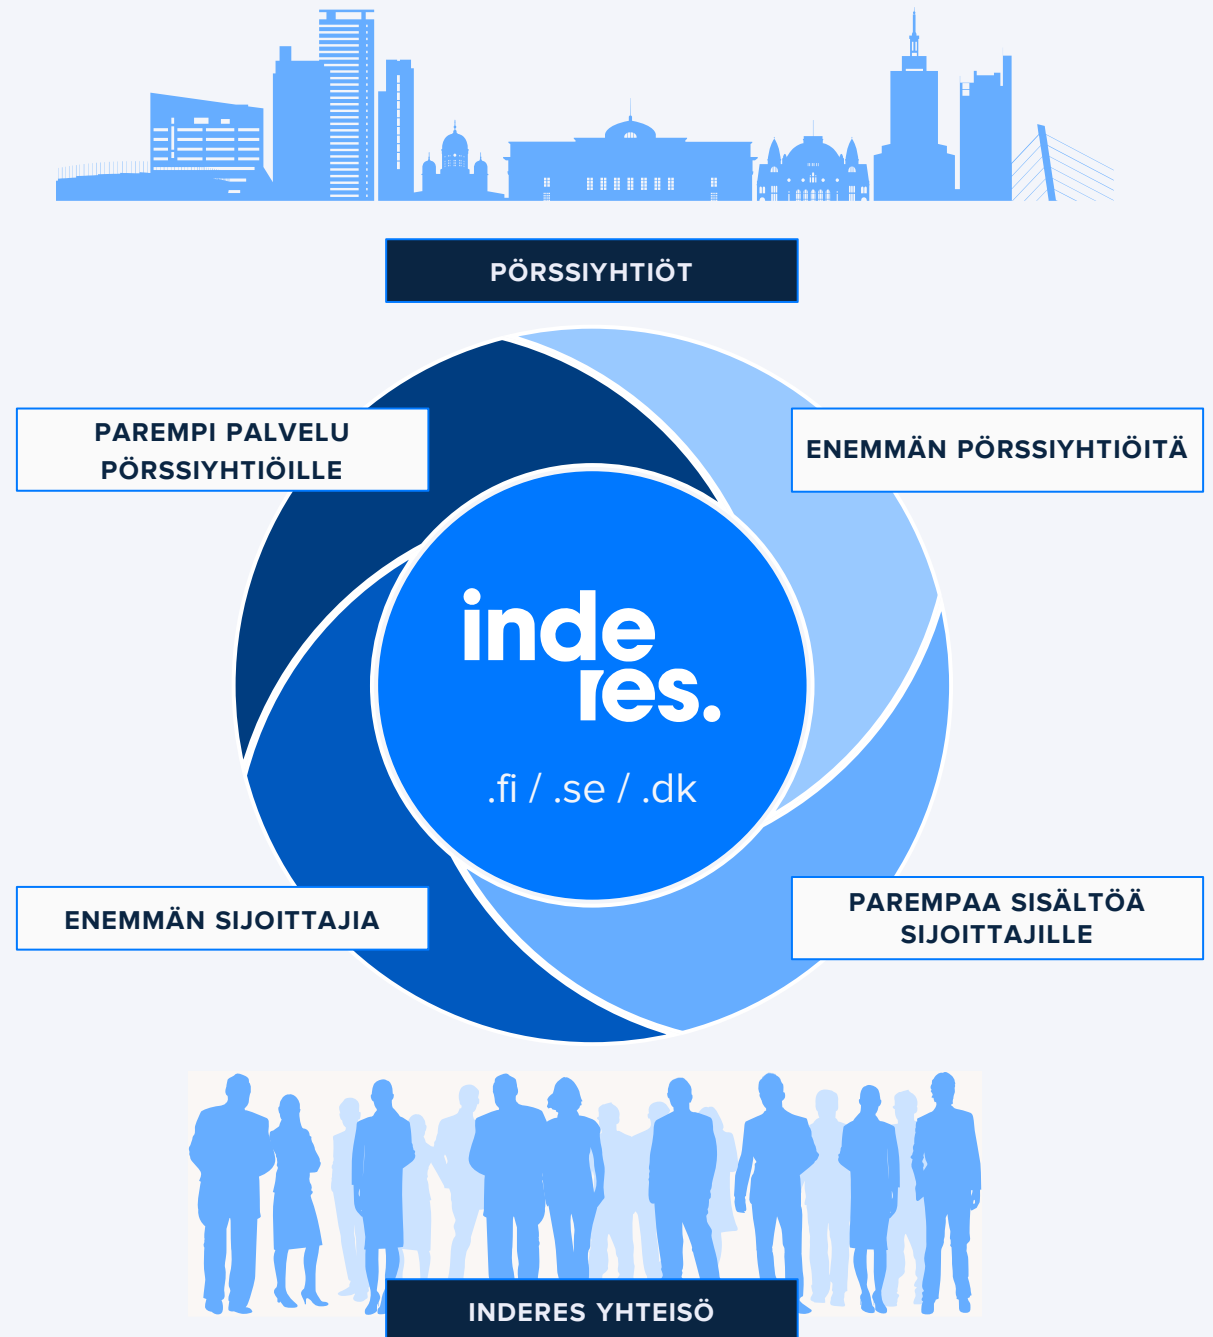 PÖRSSIYHTIÖT
PAREMPI PALVELU
PÖRSSIYHTIÖILLE
ENEMMÄN PÖRSSIYHTIÖITÄ
inde
res.
.fi / .se / .dk
ENEMMÄN SIJOITTAJIA
PAREMPAA SISÄLTÖÄ
SIJOITTAJILLE
INDERES YHTEISÖ